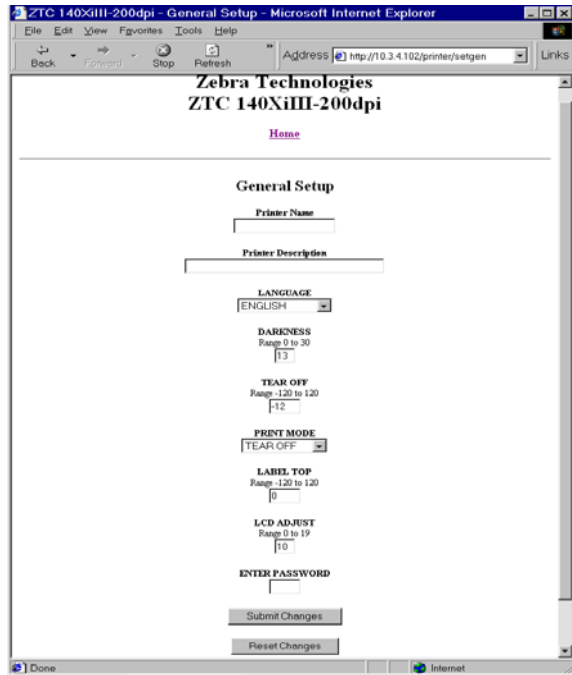 ZTC 140XiIII-200dpi - General Setup - Microsoft Internet Explorer
File Edit View Favorites Tools Help
Back Forward Stop Refresh » Address http://10.3.4.102/printer/setgen Links
Zebra Technologies
ZTC 140XiIII-200dpi
Home
General Setup
Printer Name
Printer Description
LANGUAGE
ENGLISH
DARKNESS
Range 0 to 30
13
TEAR OFF
Range -120 to 120
-12
PRINT MODE
TEAR OFF
LABEL TOP
Range -120 to 120
0
LCD ADJUST
Range 0 to 19
10
ENTER PASSWORD
Submit Changes
Reset Changes
Done Internet